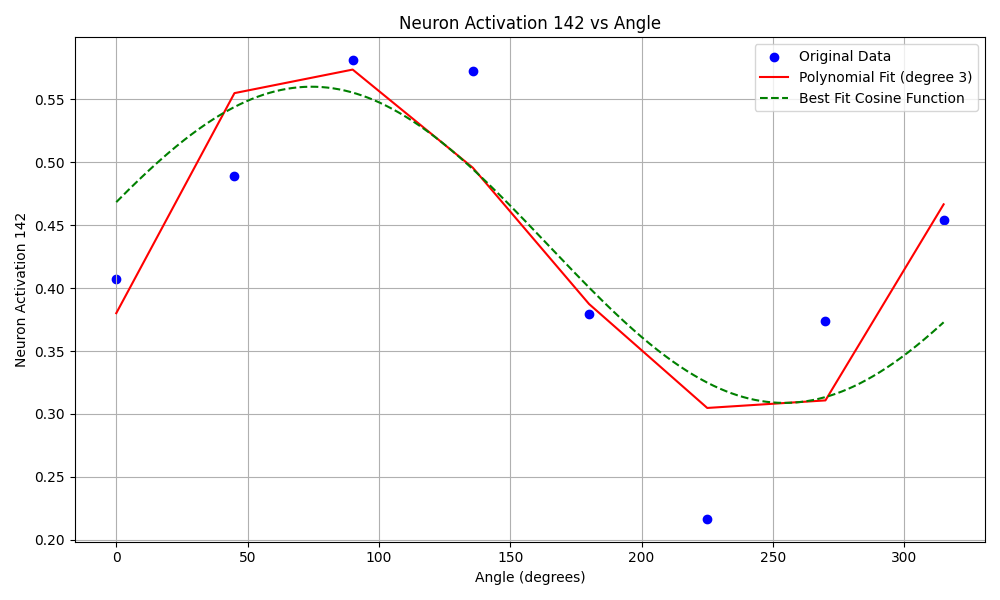 Neuron Activation 142 vs Angle
Original Data
Polynomial Fit (degree 3)
Best Fit Cosine Function
Neuron Activation 142
0.55
0.50
0.45
0.40
0.35
0.30
0.25
0.20
0
50
100
150
200
250
300
Angle (degrees)